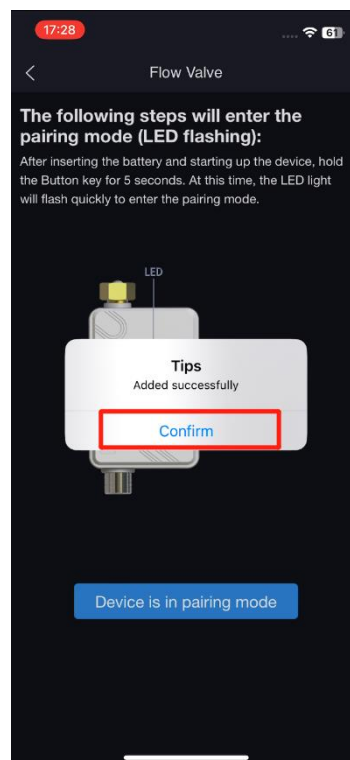 17:28
61
Flow Valve
The following steps will enter the
pairing mode (LED flashing):
After inserting the battery and starting up the device, hold
the Button key for 5 seconds. At this time, the LED light
will flash quickly to enter the pairing mode.
LED
Tips
Added successfully
Confirm
Device is in pairing mode